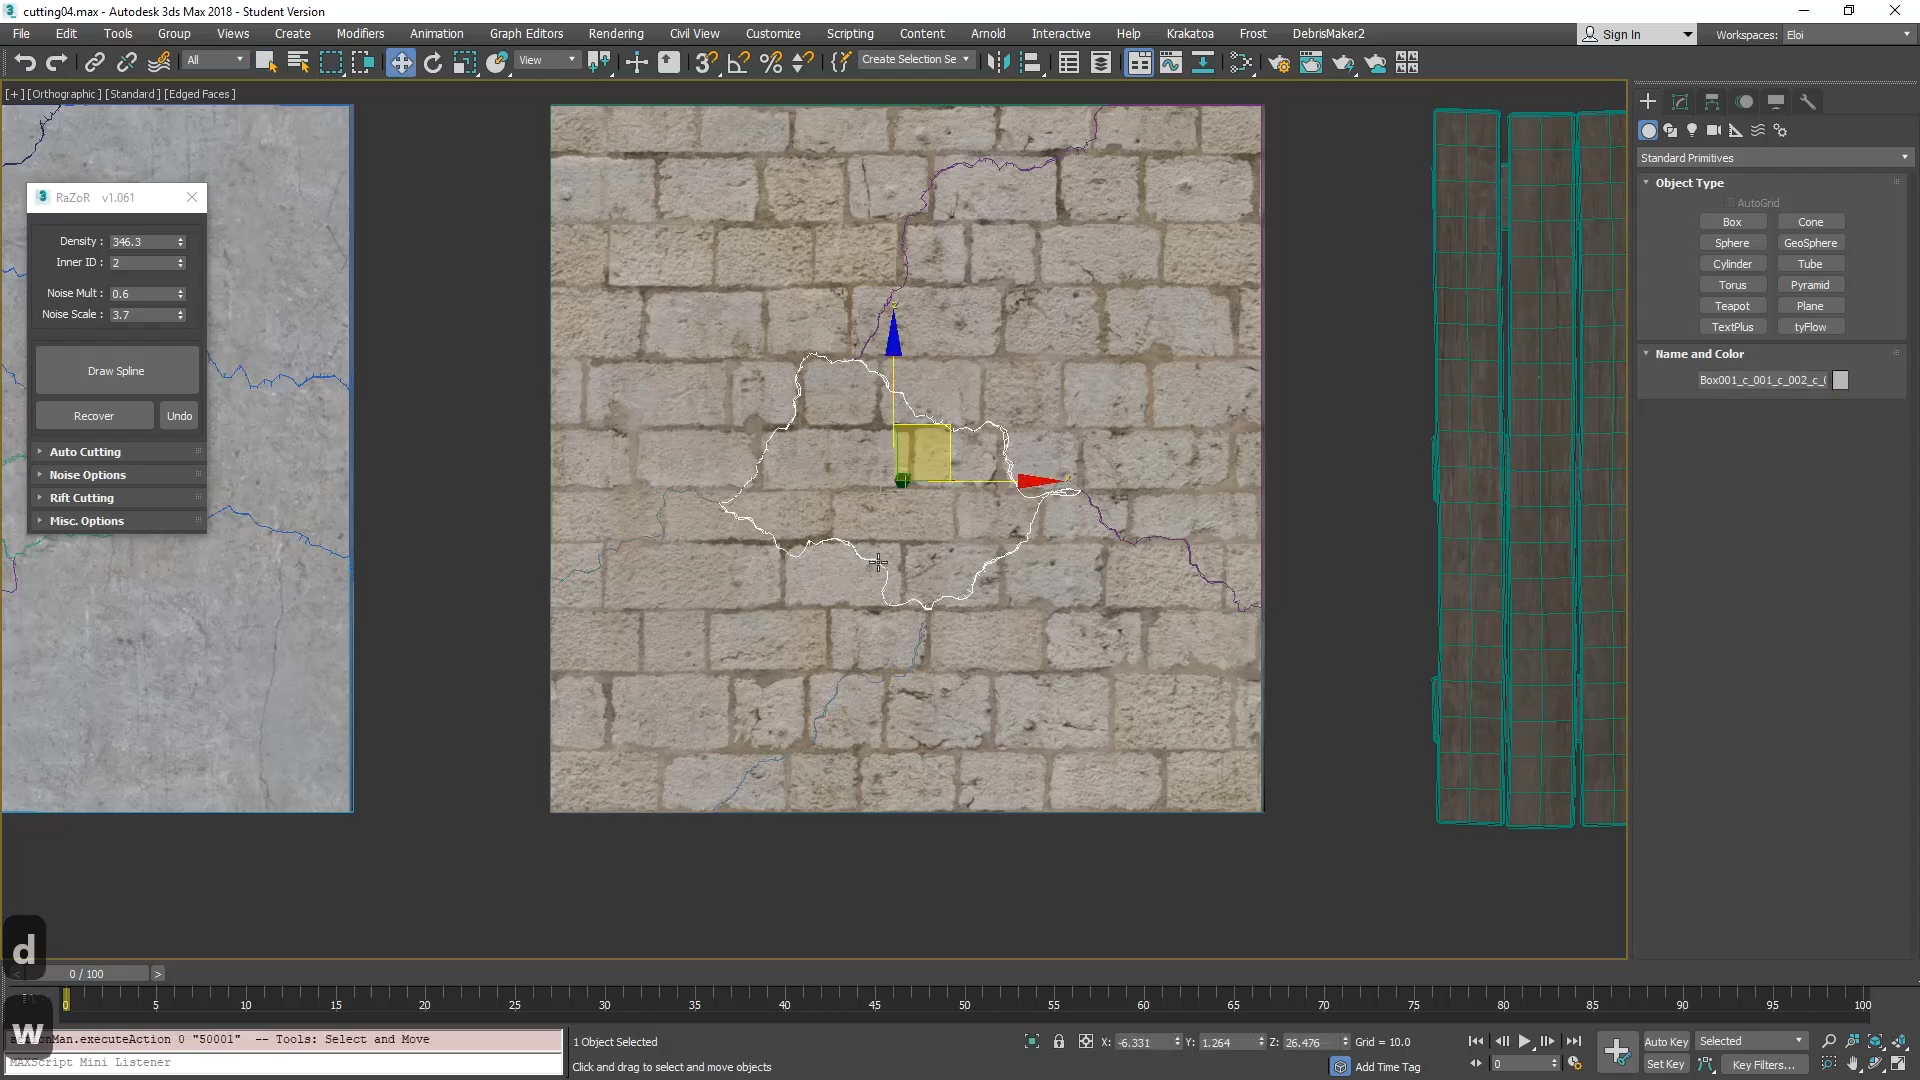 cutting04.max - Autodesk 3ds Max 2018 - Student Version
File Edit Tools Group Views Create Modifiers Animation Graph Editors Rendering Civil View Customize Scripting Content Arnold Interactive Help Krakatoa Frost DebrisMaker2 Sign In Workspaces: Eloi
All View Create Selection Se
[+] [Orthographic] [Standard] [Edged Faces]
Standard Primitives
Object Type
AutoGrid
Box Cone
Sphere GeoSphere
Cylinder Tube
Torus Pyramid
Teapot Plane
TextPlus tyFlow
Name and Color
Box001_c_001_c_002_c_(
RaZoR v1.061
Density : 346.3
Inner ID : 2
Noise Mult : 0.6
Noise Scale : 3.7
Draw Spline
Recover Undo
Auto Cutting
Noise Options
Rift Cutting
Misc. Options
d
w
0 / 100
0 5 10 15 20 25 30 35 40 45 50 55 60 65 70 75 80 85 90 95 100
actionMan.executeAction 0 "50001" -- Tools: Select and Move
MAXScript Mini Listener
1 Object Selected
Click and drag to select and move objects
X: -6.331 Y: 1.264 Z: 26.476 Grid = 10.0
Add Time Tag
0
Auto Key Selected
Set Key Key Filters...